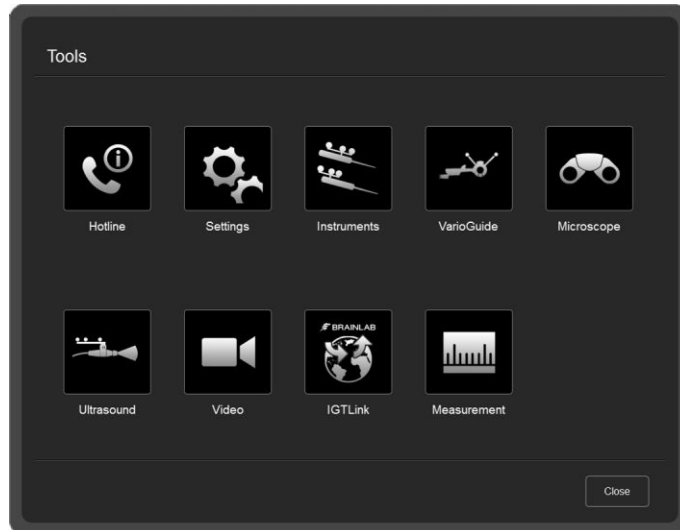 Tools
Hotline
Settings
Instruments
VarioGuide
Microscope
BRAINLAB
Ultrasound
Video
IGTLink
Measurement
Close